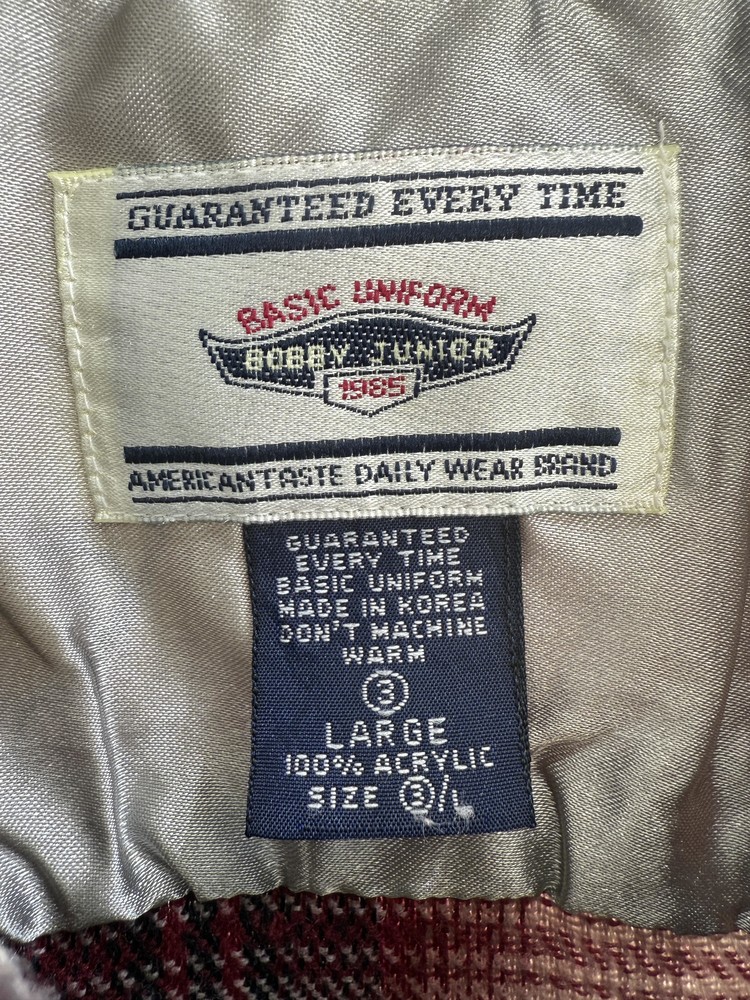 GUARANTEED EVERY TIME
BASIC UNIFORM
BOBBY JUNIOR
1985
AMERICANTASTE DAILY WEAR BRAND
GUARANTEED
EVERY TIME
BASIC UNIFORM
MADE IN KOREA
DON'T MACHINE
WARM
③
LARGE
100% ACRYLIC
SIZE ③/L